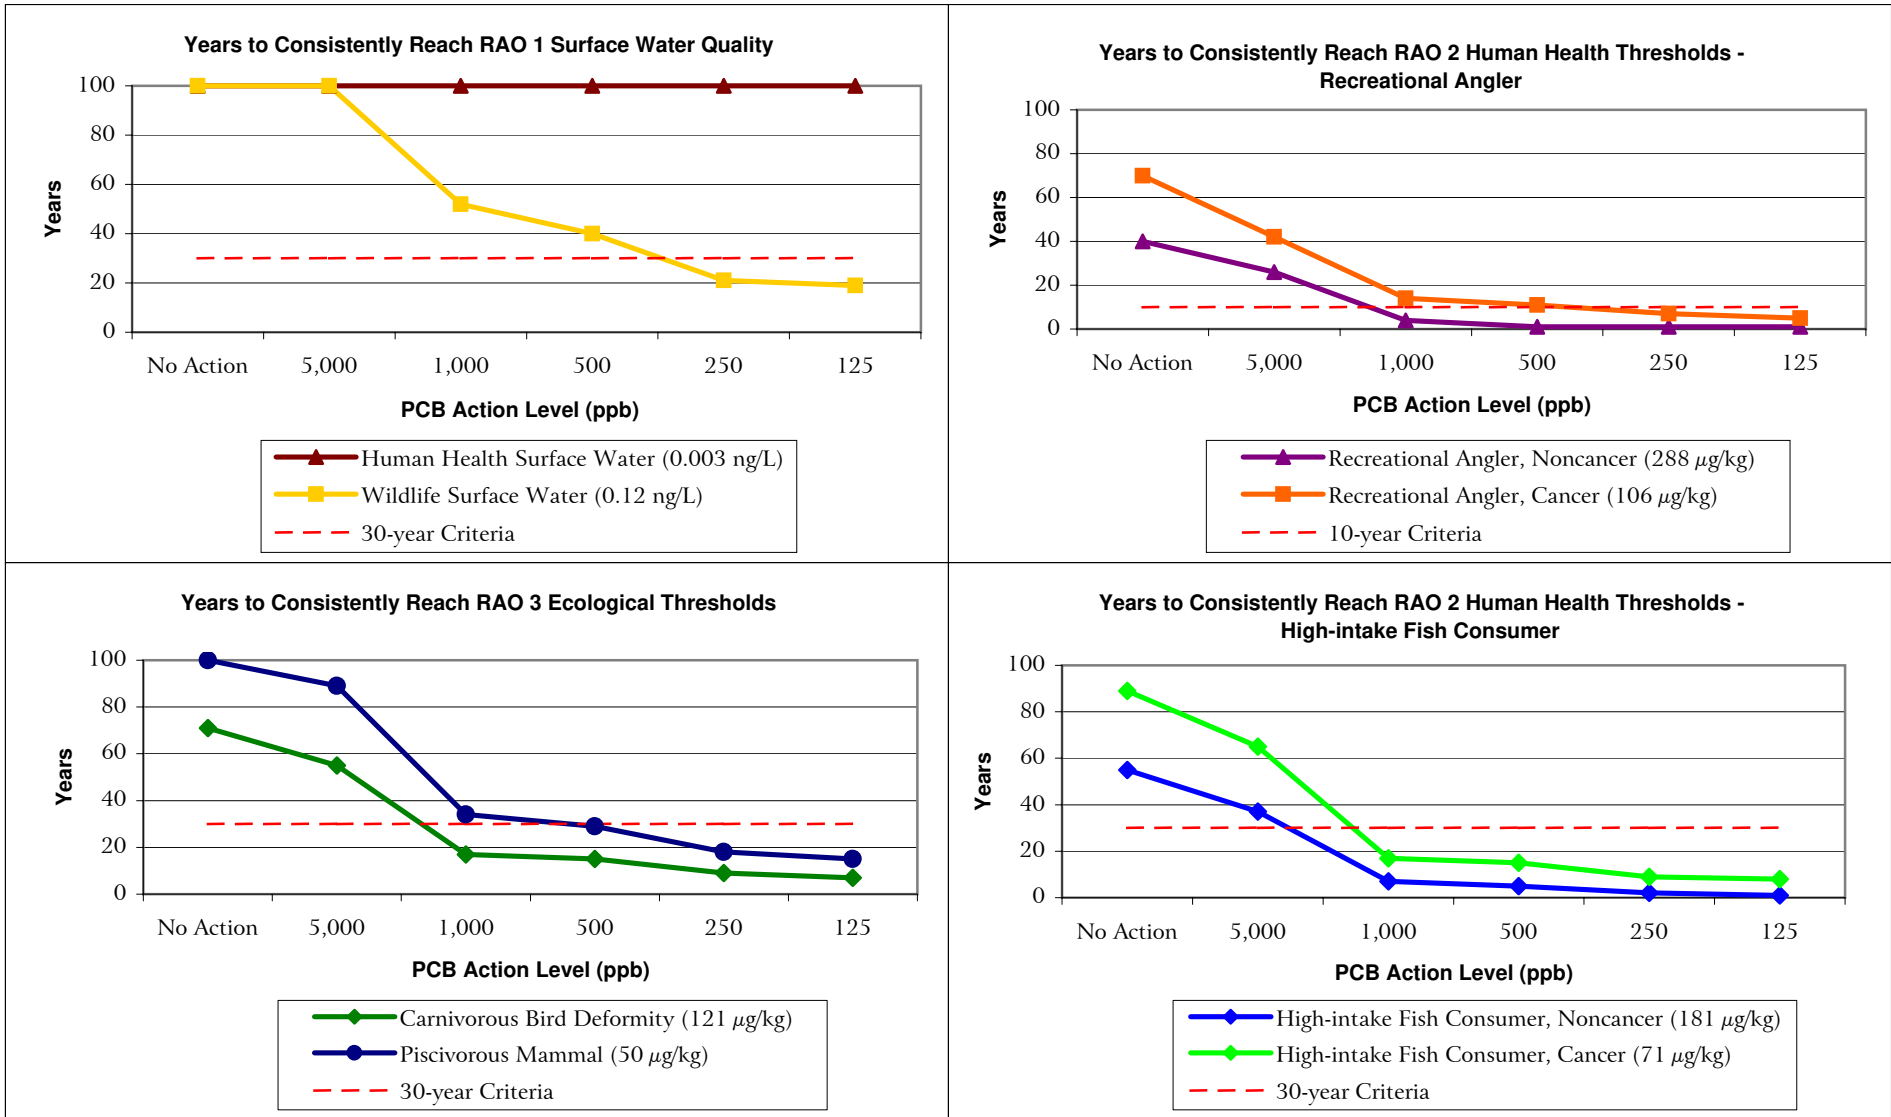 Years to Consistently Reach RAO 1 Surface Water Quality
100
80
60
40
20
0
Years
No Action 5,000 1,000 500 250 125
PCB Action Level (ppb)
Human Health Surface Water (0.003 ng/L)
Wildlife Surface Water (0.12 ng/L)
30-year Criteria
Years to Consistently Reach RAO 2 Human Health Thresholds -
Recreational Angler
100
80
60
40
20
0
Years
No Action 5,000 1,000 500 250 125
PCB Action Level (ppb)
Recreational Angler, Noncancer (288 µg/kg)
Recreational Angler, Cancer (106 µg/kg)
10-year Criteria
Years to Consistently Reach RAO 3 Ecological Thresholds
100
80
60
40
20
0
Years
No Action 5,000 1,000 500 250 125
PCB Action Level (ppb)
Carnivorous Bird Deformity (121 µg/kg)
Piscivorous Mammal (50 µg/kg)
30-year Criteria
Years to Consistently Reach RAO 2 Human Health Thresholds -
High-intake Fish Consumer
100
80
60
40
20
0
Years
No Action 5,000 1,000 500 250 125
PCB Action Level (ppb)
High-intake Fish Consumer, Noncancer (181 µg/kg)
High-intake Fish Consumer, Cancer (71 µg/kg)
30-year Criteria